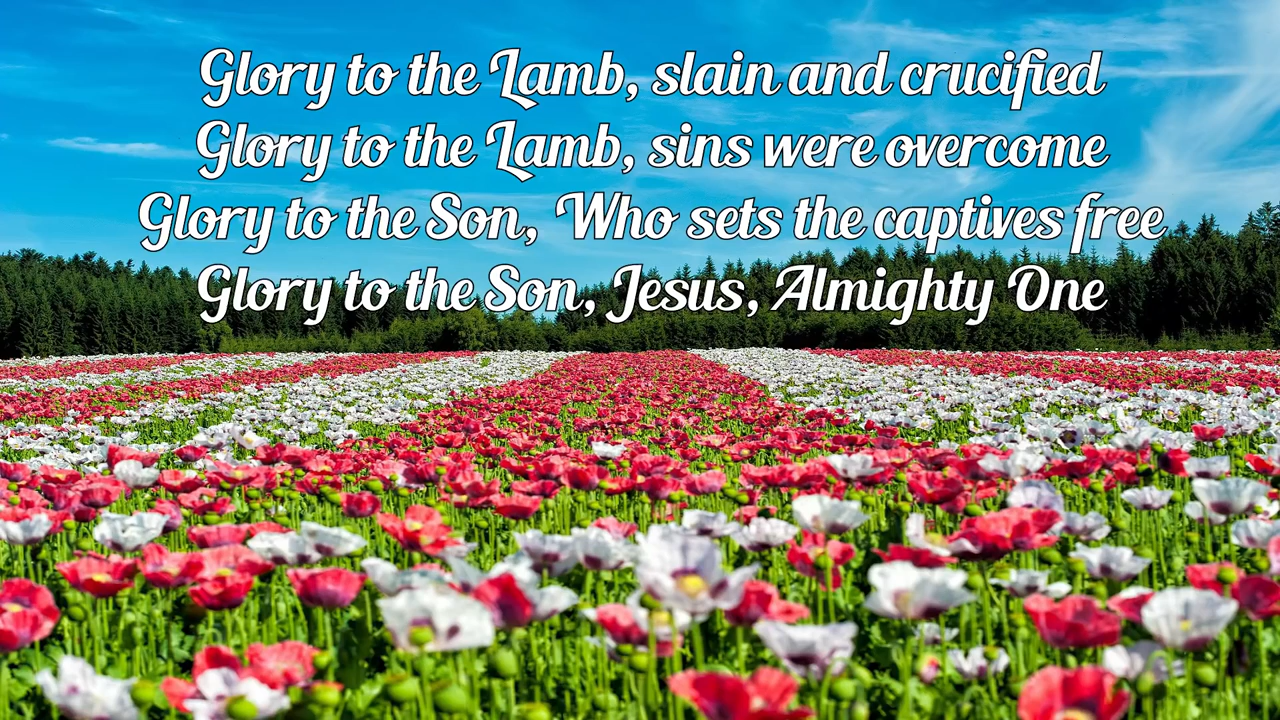 Glory to the Lamb, slain and crucified
Glory to the Lamb, sins were overcome
Glory to the Son, Who sets the captives free
Glory to the Son, Jesus, Almighty One